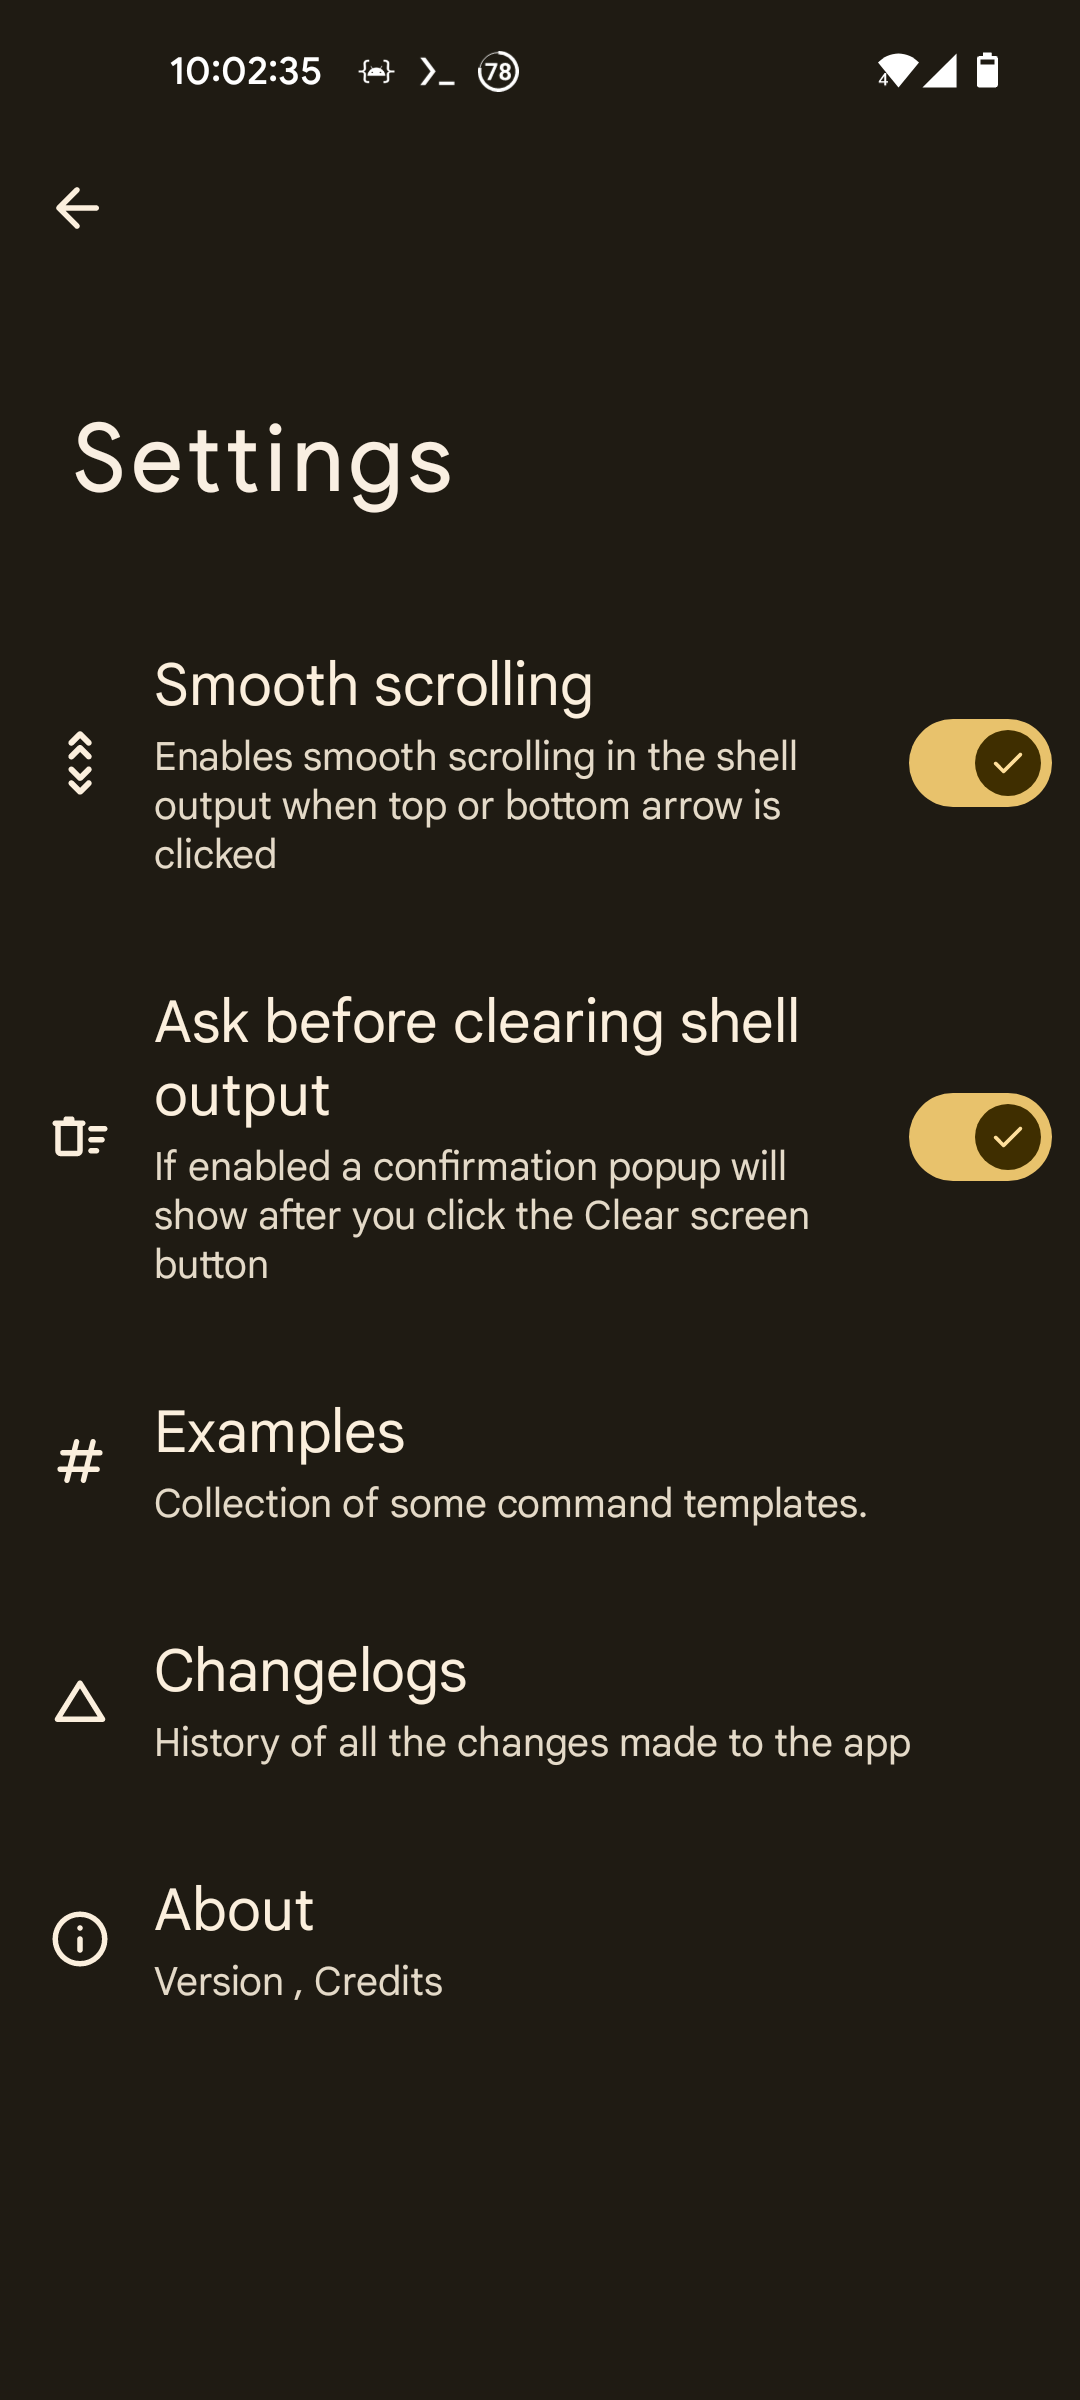 10:02:35 78 4
Settings
Smooth scrolling
Enables smooth scrolling in the shell
output when top or bottom arrow is
clicked
Ask before clearing shell
output
If enabled a confirmation popup will
show after you click the Clear screen
button
Examples
Collection of some command templates.
Changelogs
History of all the changes made to the app
About
Version , Credits